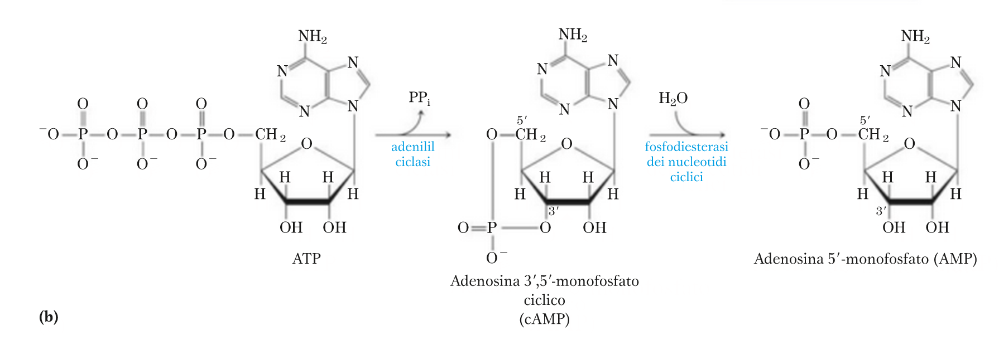 NH₂
N
N
N
N
O
O
O
⁻O P O P O P O CH₂
O⁻
O⁻
O⁻
O
H
H
H
H
OH
OH
ATP
PPᵢ
adenilil
ciclasi
NH₂
N
N
N
N
5′
O CH₂
O
H
H
H
H
3′
O P O
OH
O⁻
Adenosina 3′,5′-monofosfato
ciclico
(cAMP)
H₂O
fosfodiesterasi
dei nucleotidi
ciclici
NH₂
N
N
N
N
O
5′
⁻O P O CH₂
O⁻
O
H
H
H
H
3′
OH
OH
Adenosina 5′-monofosfato (AMP)
(b)